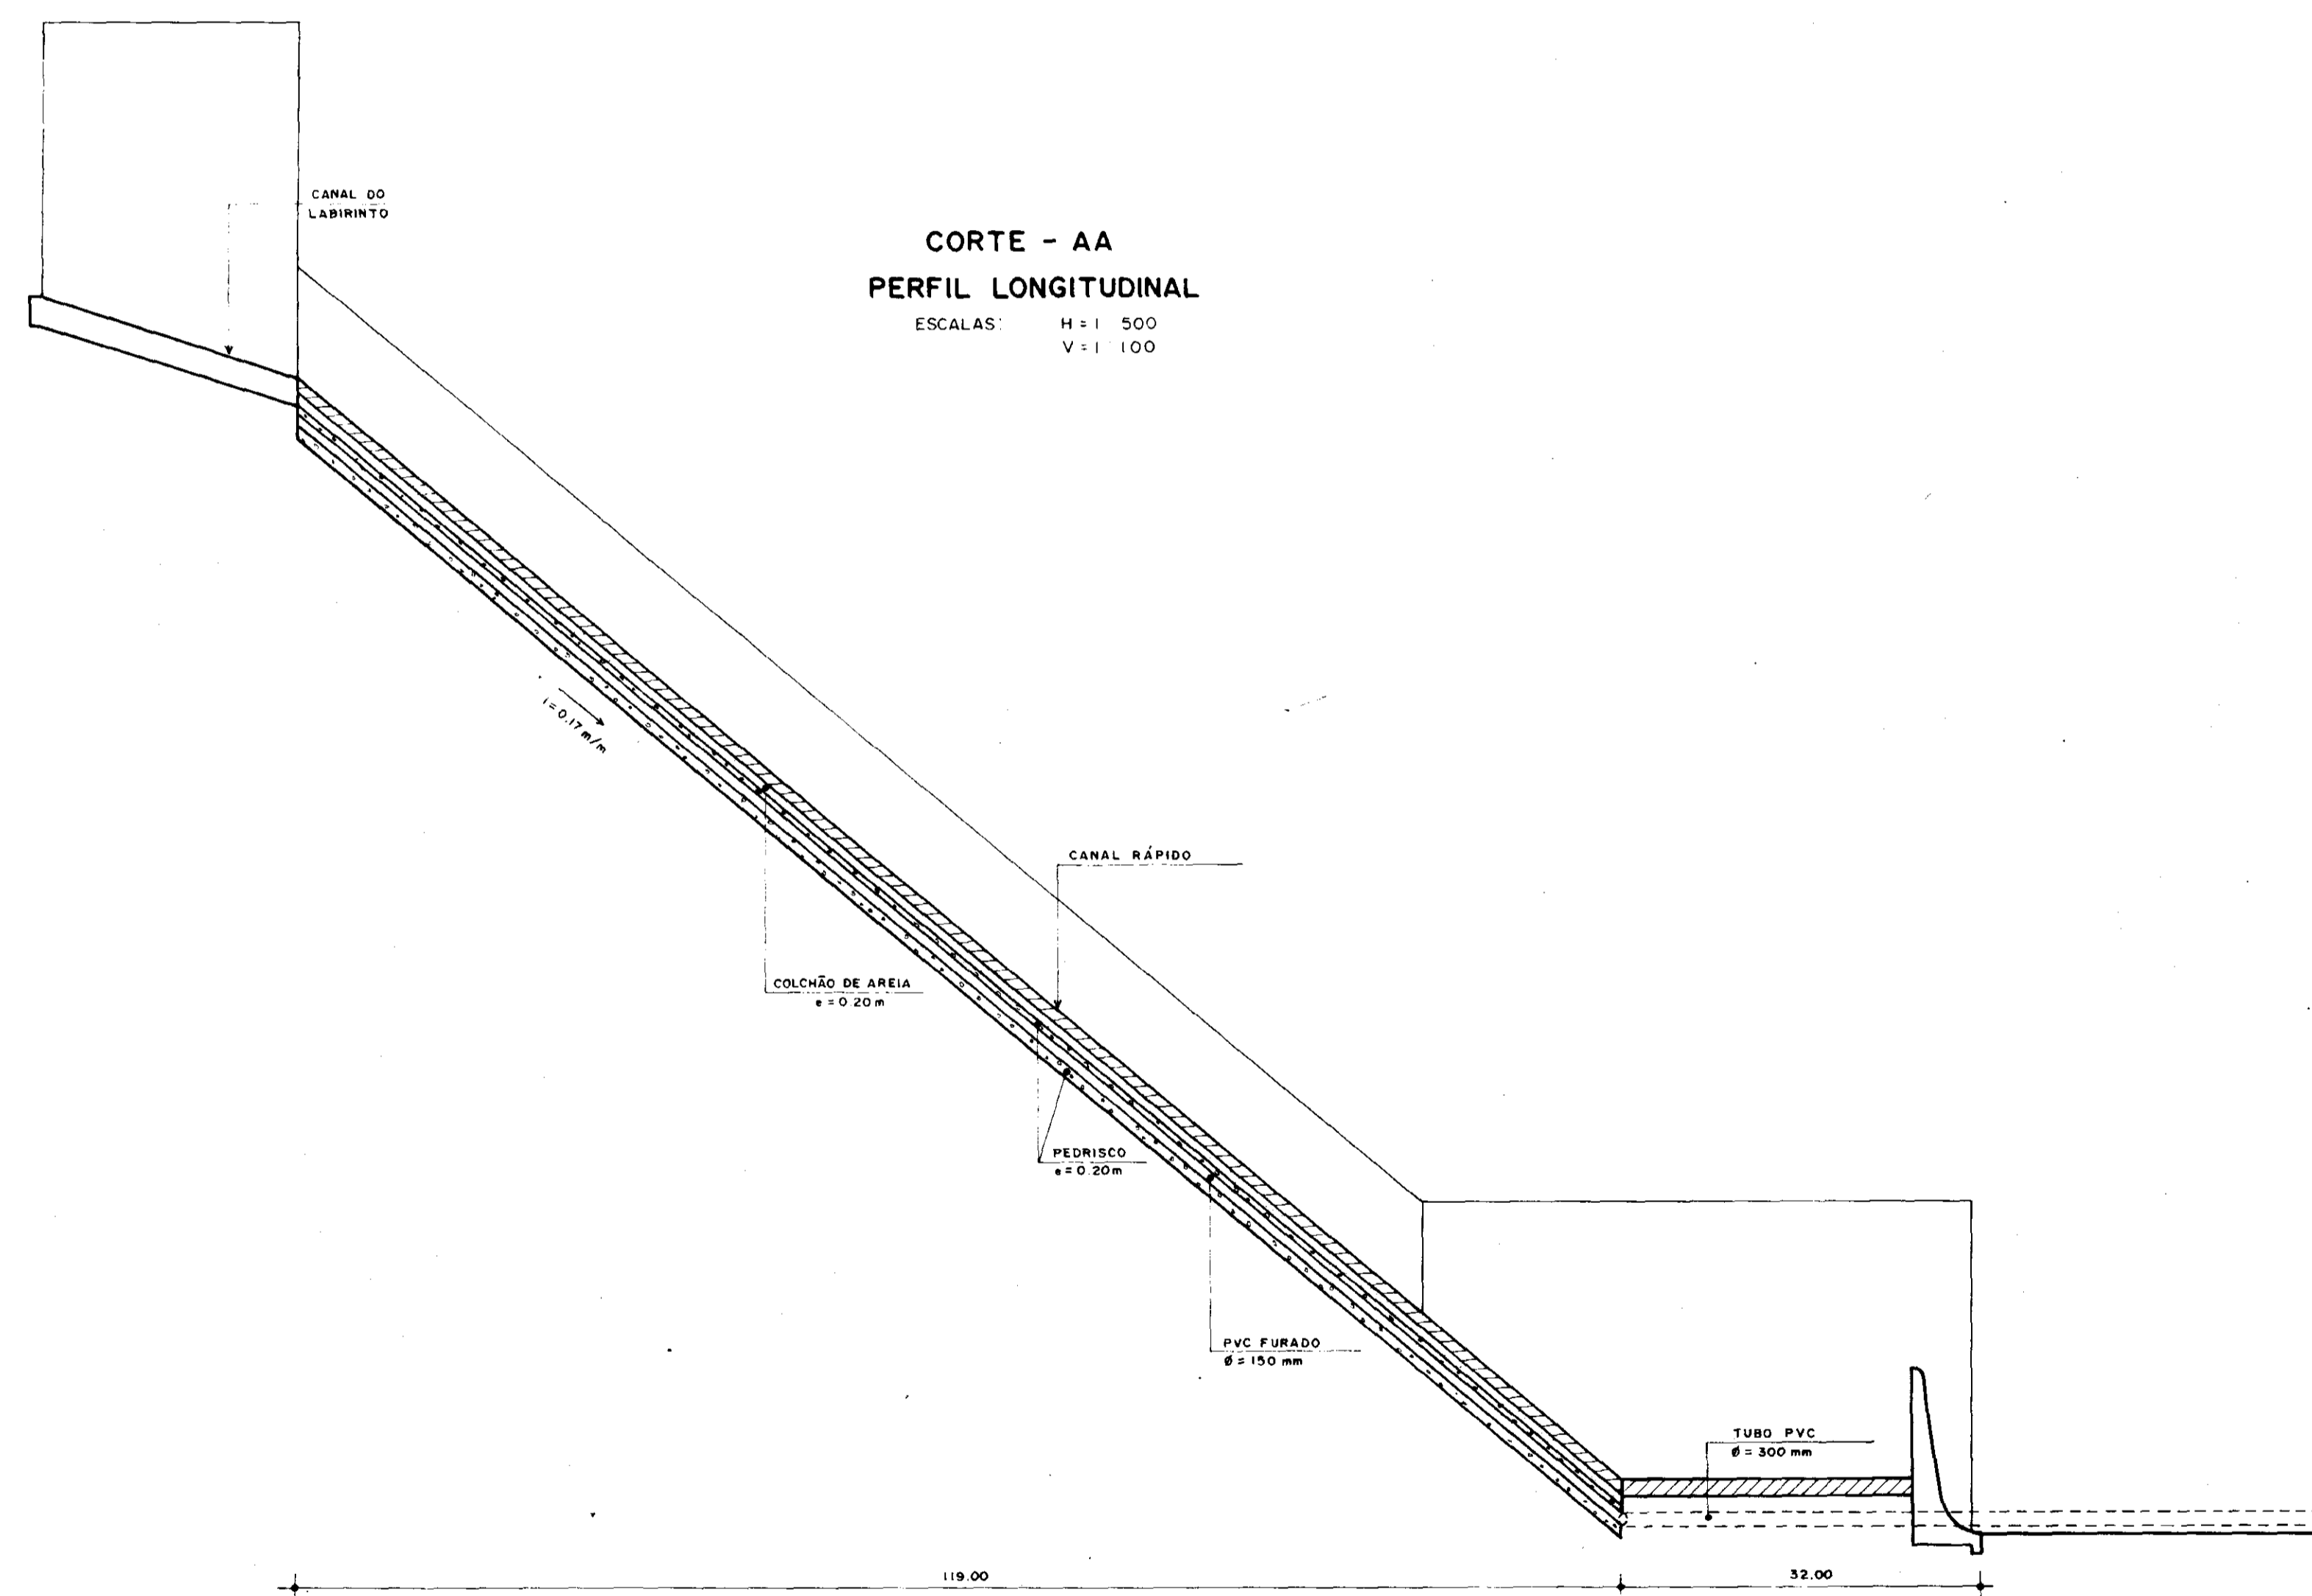 CANAL DO
LABIRINTO
CORTE - AA
PERFIL LONGITUDINAL
ESCALAS: H = 1 500
V = 1 100
i = 0.17 m/m
CANAL RÁPIDO
COLCHÃO DE AREIA
e = 0.20 m
PEDRISCO
e = 0.20 m
PVC FURADO
Ø = 150 mm
TUBO PVC
Ø = 300 mm
119.00
32.00